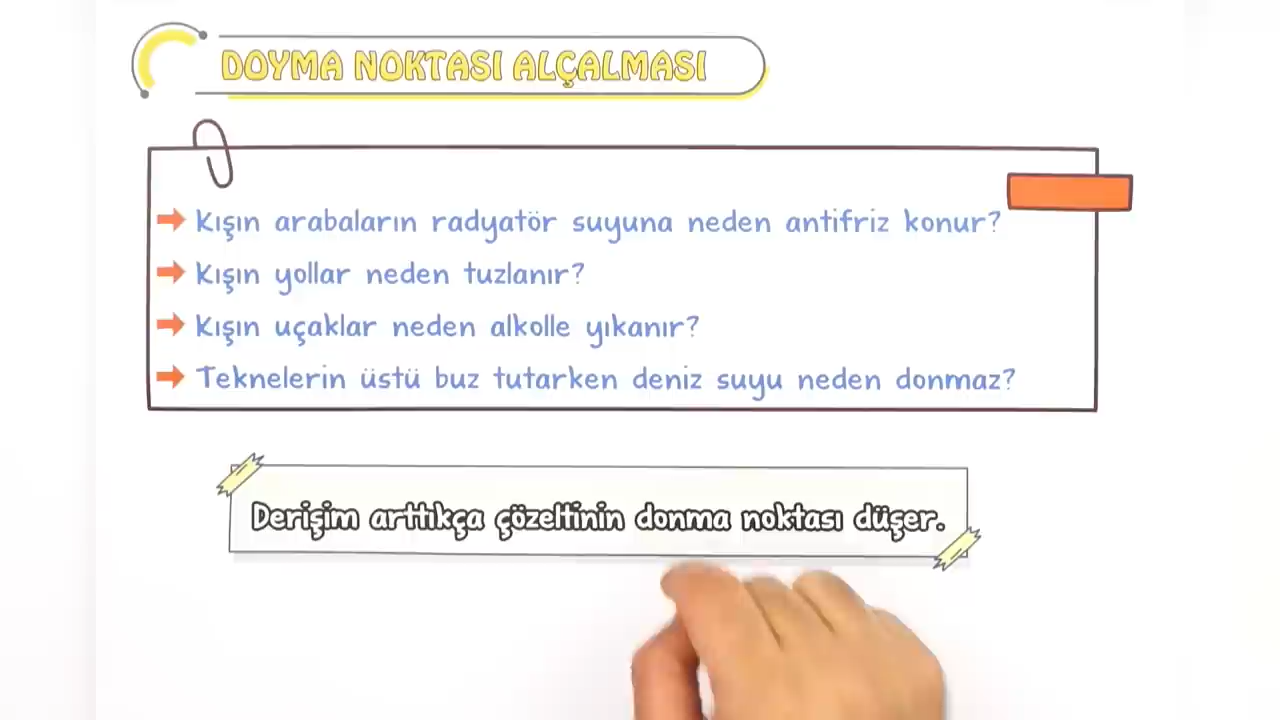 DOYMA NOKTASI ALÇALMASI
Kışın arabaların radyatör suyuna neden antifriz konur?
Kışın yollar neden tuzlanır?
Kışın uçaklar neden alkolle yıkanır?
Teknelerin üstü buz tutarken deniz suyu neden donmaz?
Derişim arttıkça çözeltinin donma noktası düşer.